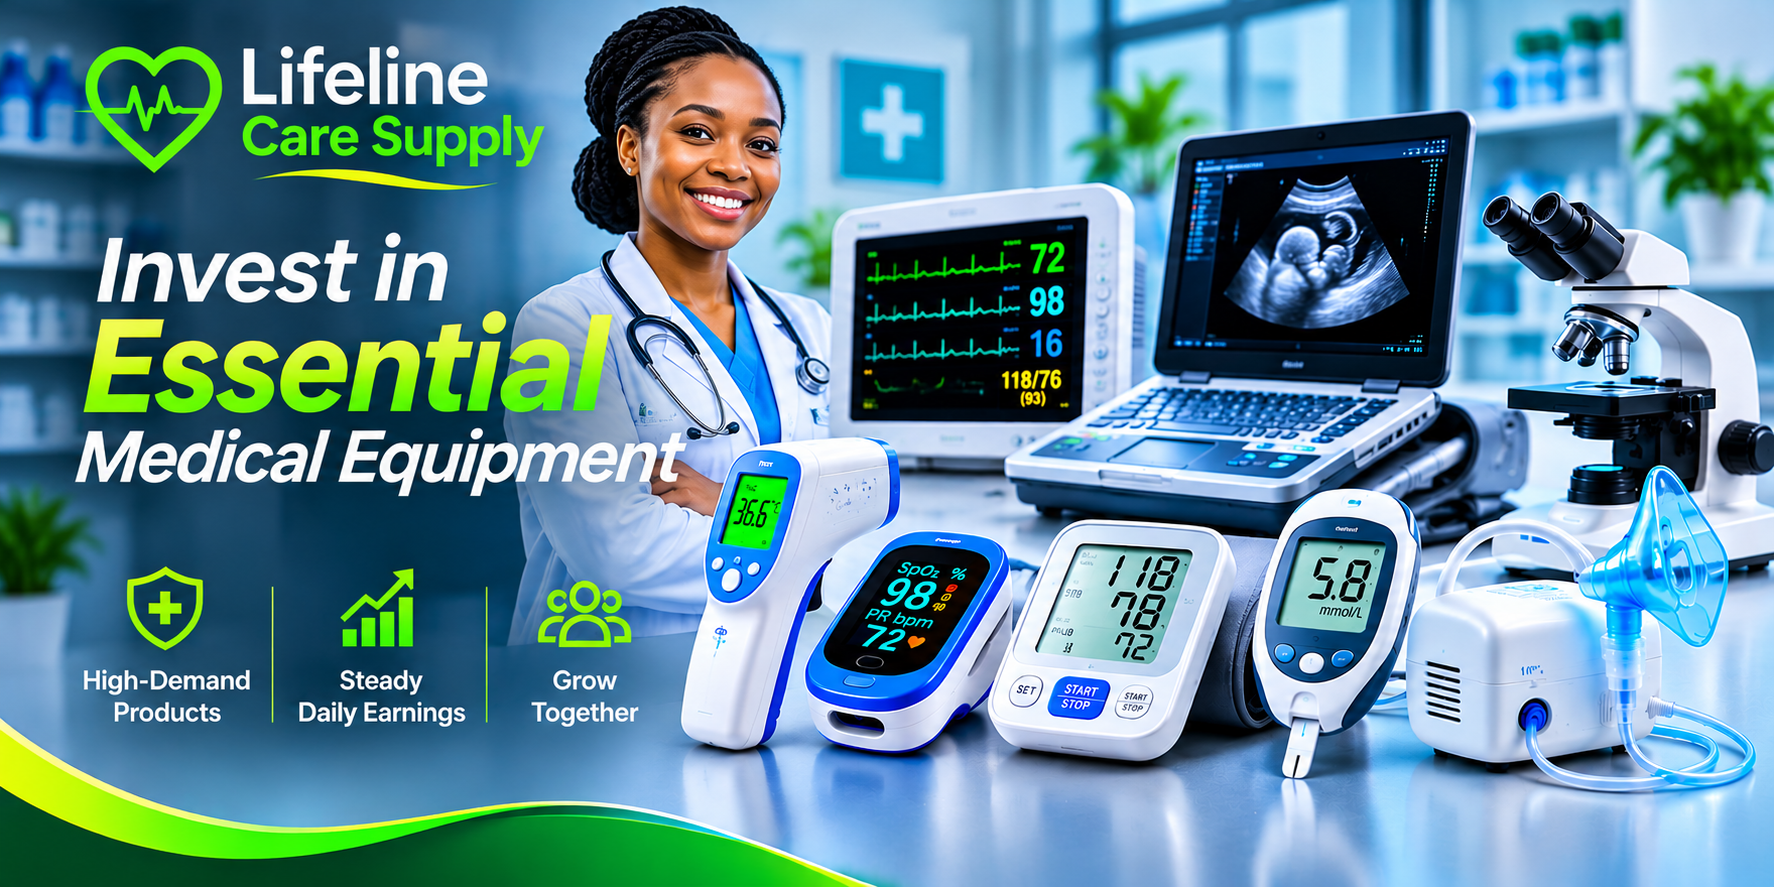 Lifeline
Care Supply
Invest in
Essential
Medical Equipment
High-Demand
Products
Steady
Daily Earnings
Grow
Together
72
98
16
118/76
(93)
36.6°C
SpO2 %
98
PR bpm
72
118
78
72
SET
START
STOP
START
STOP
5.8
mmol/L